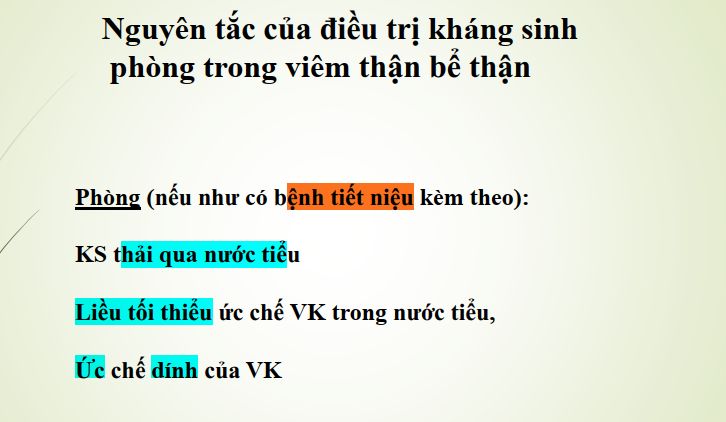 Nguyên tắc của điều trị kháng sinh
phòng trong viêm thận bể thận
Phòng (nếu như có bệnh tiết niệu kèm theo):
KS thải qua nước tiểu
Liều tối thiểu ức chế VK trong nước tiểu,
Ức chế dính của VK